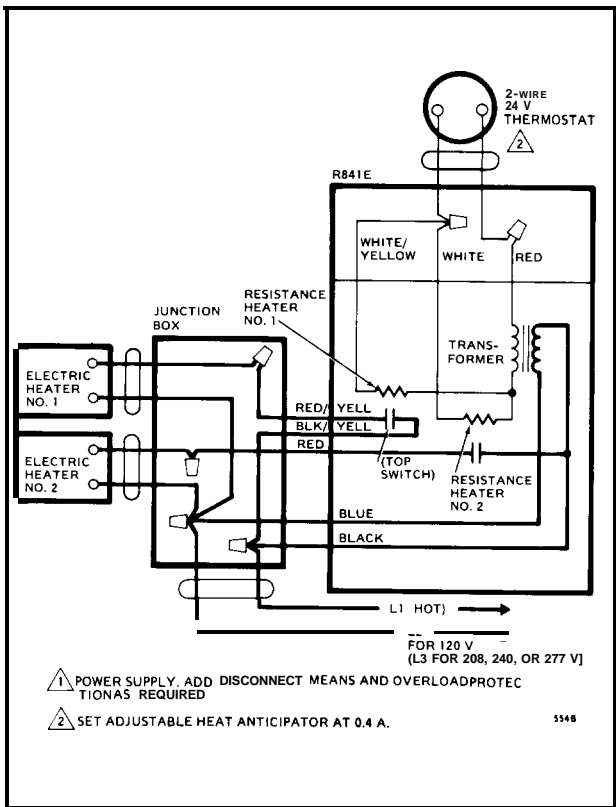 2-WIRE
24 V
THERMOSTAT
2
R841E
WHITE/
YELLOW
WHITE
RED
RESISTANCE
HEATER
NO. 1
JUNCTION
BOX
TRANS-
FORMER
ELECTRIC
HEATER
NO. 1
RED/ YELL
BLK/ YELL
RED
(TOP
SWITCH)
ELECTRIC
HEATER
NO. 2
RESISTANCE
HEATER
NO. 2
BLUE
BLACK
L1 HOT)
FOR 120 V
(L3 FOR 208, 240, OR 277 V]
1 POWER SUPPLY. ADD DISCONNECT MEANS AND OVERLOADPROTEC
TIONAS REQUIRED
2 SET ADJUSTABLE HEAT ANTICIPATOR AT 0.4 A.